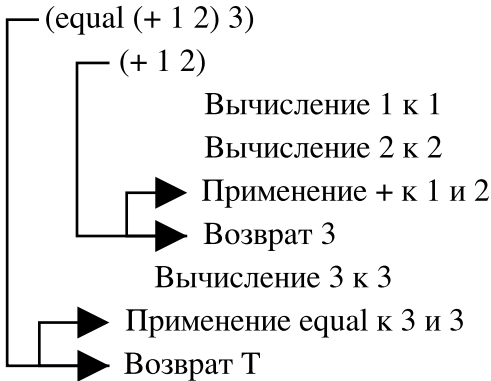 (equal (+ 1 2) 3)
(+ 1 2)
Вычисление 1 к 1
Вычисление 2 к 2
Применение + к 1 и 2
Возврат 3
Вычисление 3 к 3
Применение equal к 3 и 3
Возврат T